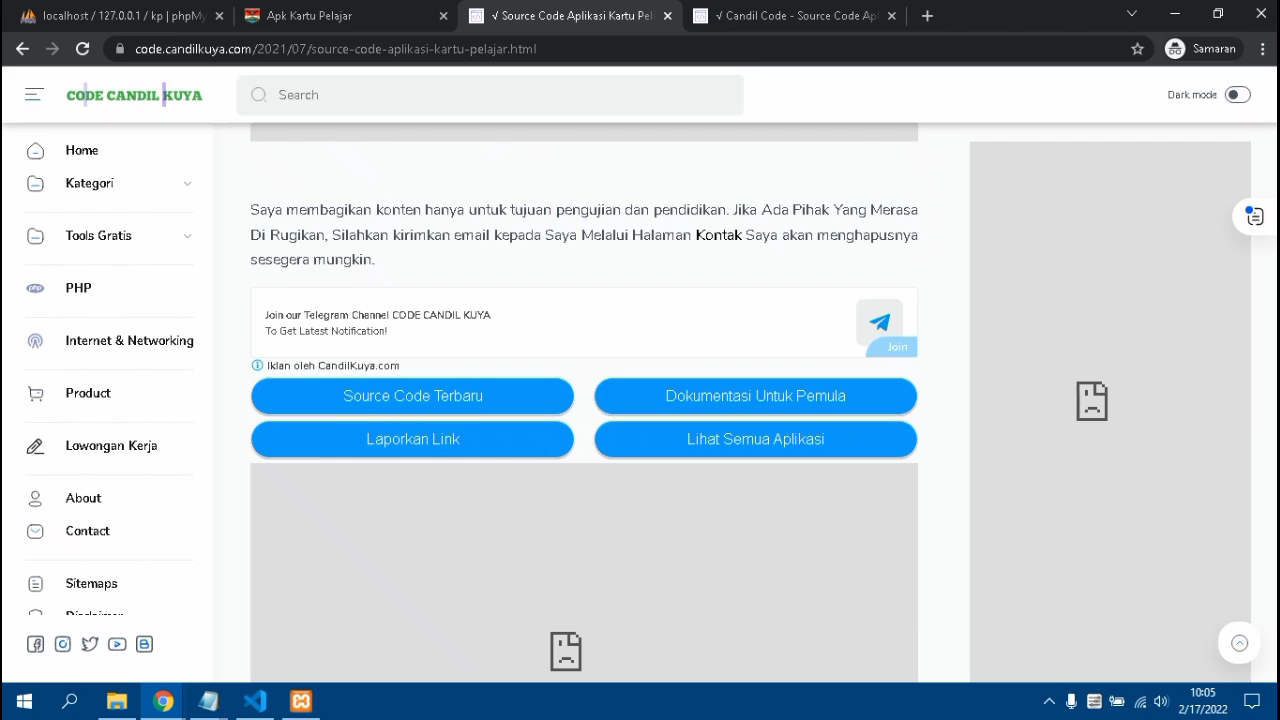 localhost / 127.0.0.1 / kp | phpMy
Apk Kartu Pelajar
√ Source Code Aplikasi Kartu Pel
√ Candil Code - Source Code Apl
code.candilkuya.com/2021/07/source-code-aplikasi-kartu-pelajar.html
Samaran
CODE CANDIL KUYA
Search
Dark mode
Home
Kategori
Tools Gratis
PHP
Internet & Networking
Product
Lowongan Kerja
About
Contact
Sitemaps
Disclaimer
Saya membagikan konten hanya untuk tujuan pengujian dan pendidikan. Jika Ada Pihak Yang Merasa
Di Rugikan, Silahkan kirimkan email kepada Saya Melalui Halaman Kontak Saya akan menghapusnya
sesegera mungkin.
Join our Telegram Channel CODE CANDIL KUYA
To Get Latest Notification!
Join
Iklan oleh CandilKuya.com
Source Code Terbaru
Dokumentasi Untuk Pemula
Laporkan Link
Lihat Semua Aplikasi
10:05
2/17/2022